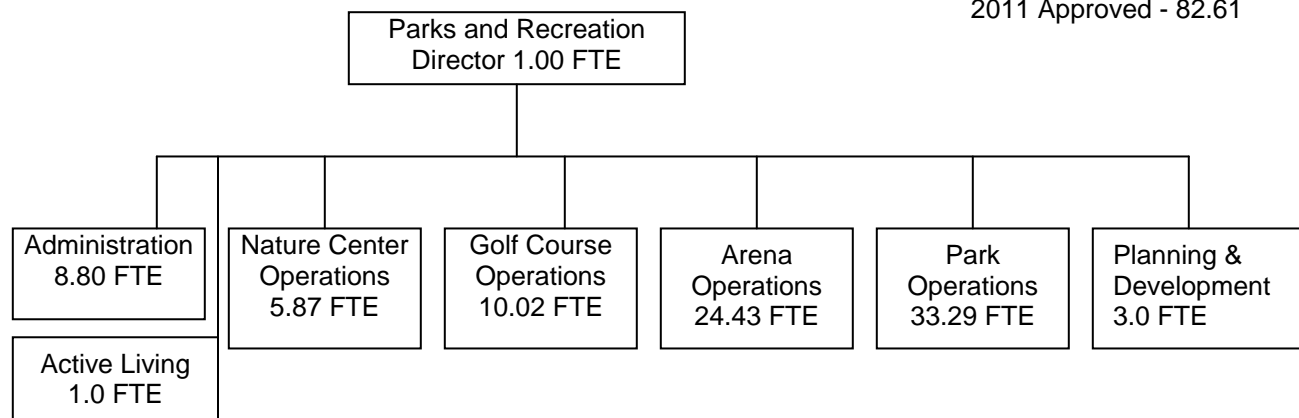 2011 Approved - 82.61
Parks and Recreation
Director 1.00 FTE
Administration
8.80 FTE
Nature Center
Operations
5.87 FTE
Golf Course
Operations
10.02 FTE
Arena
Operations
24.43 FTE
Park
Operations
33.29 FTE
Planning &
Development
3.0 FTE
Active Living
1.0 FTE